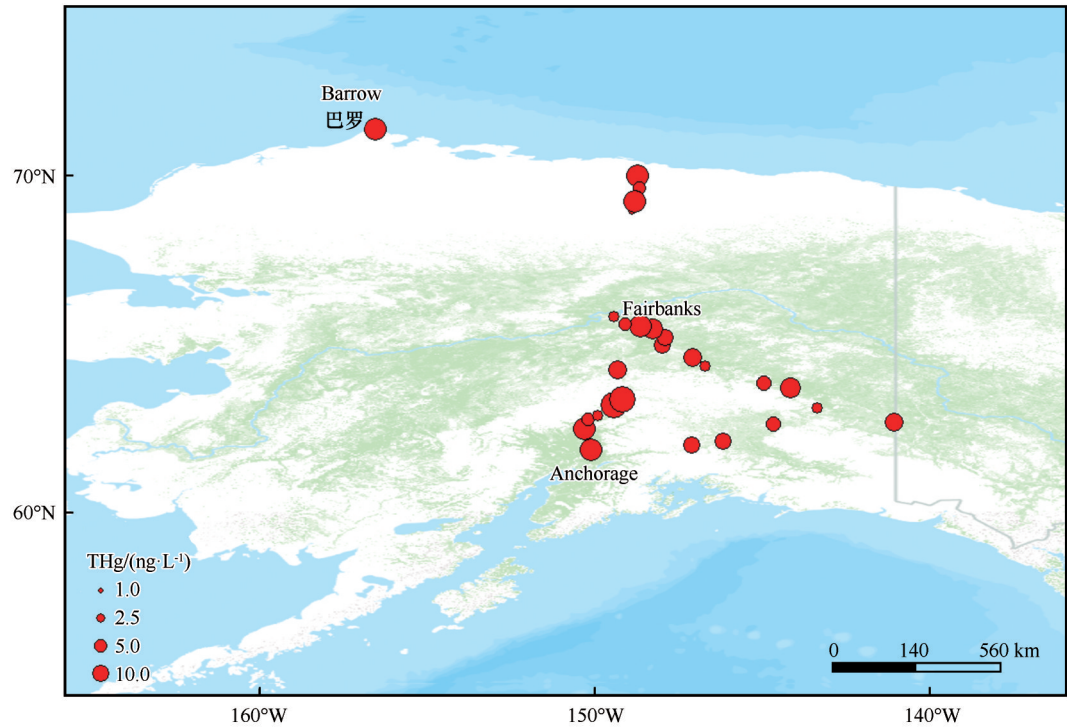 Barrow
巴罗
70°N
Fairbanks
Anchorage
60°N
THg/(ng·L⁻¹)
1.0
2.5
5.0
10.0
0 140 560 km
160°W 150°W 140°W